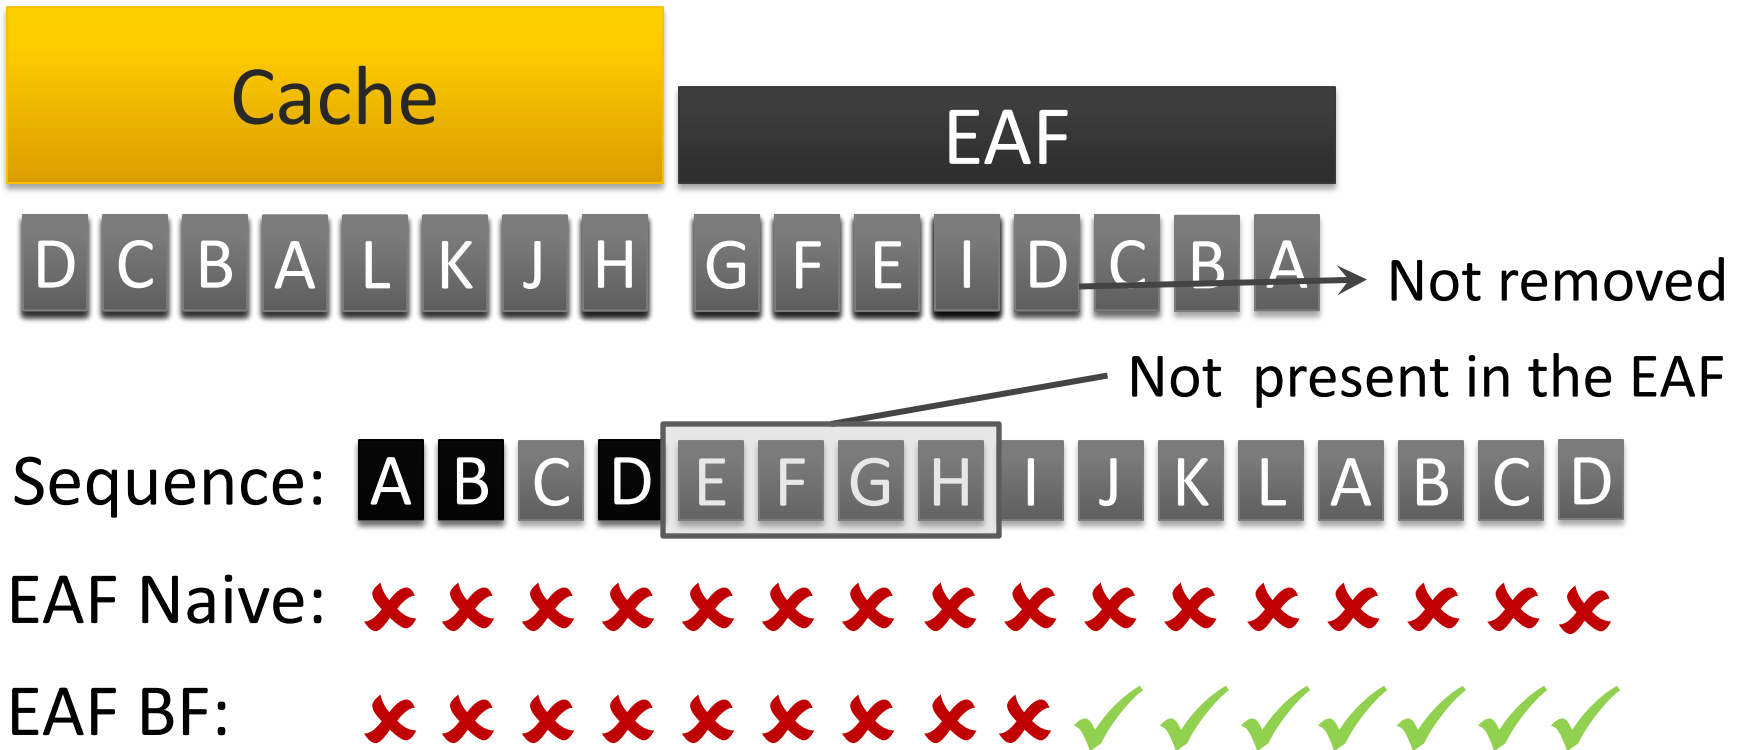 Cache
EAF
D C B A L K J H G F E I D C B A
Not removed
Not present in the EAF
Sequence: A B C D E F G H I J K L A B C D
EAF Naive:
EAF BF: